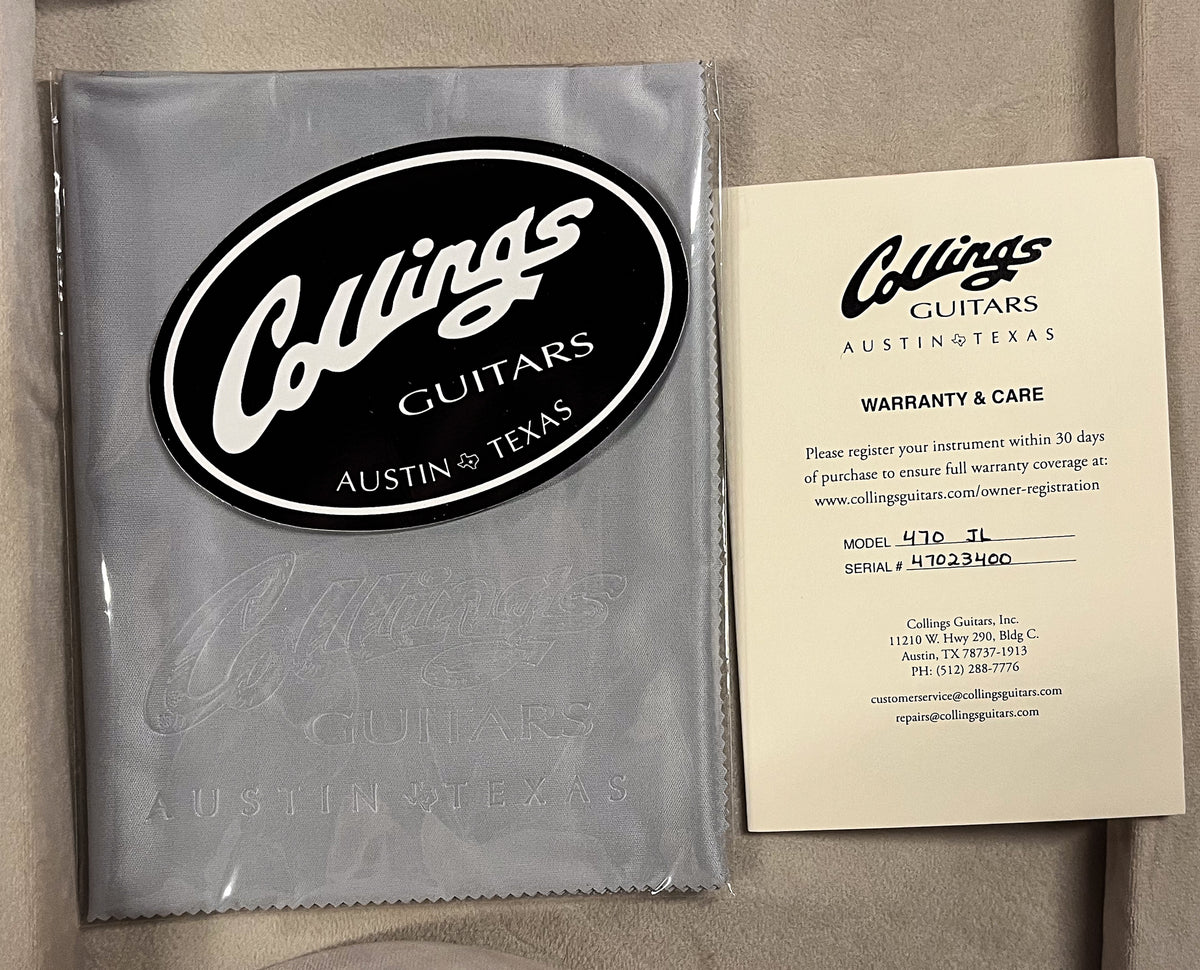 Collings
GUITARS
AUSTIN TEXAS
Collings
GUITARS
AUSTIN TEXAS
Collings
GUITARS
AUSTIN TEXAS
WARRANTY & CARE
Please register your instrument within 30 days
of purchase to ensure full warranty coverage at:
www.collingsguitars.com/owner-registration
MODEL 470 JL
SERIAL # 47023400
Collings Guitars, Inc.
11210 W. Hwy 290, Bldg C.
Austin, TX 78737-1913
PH: (512) 288-7776
customerservice@collingsguitars.com
repairs@collingsguitars.com